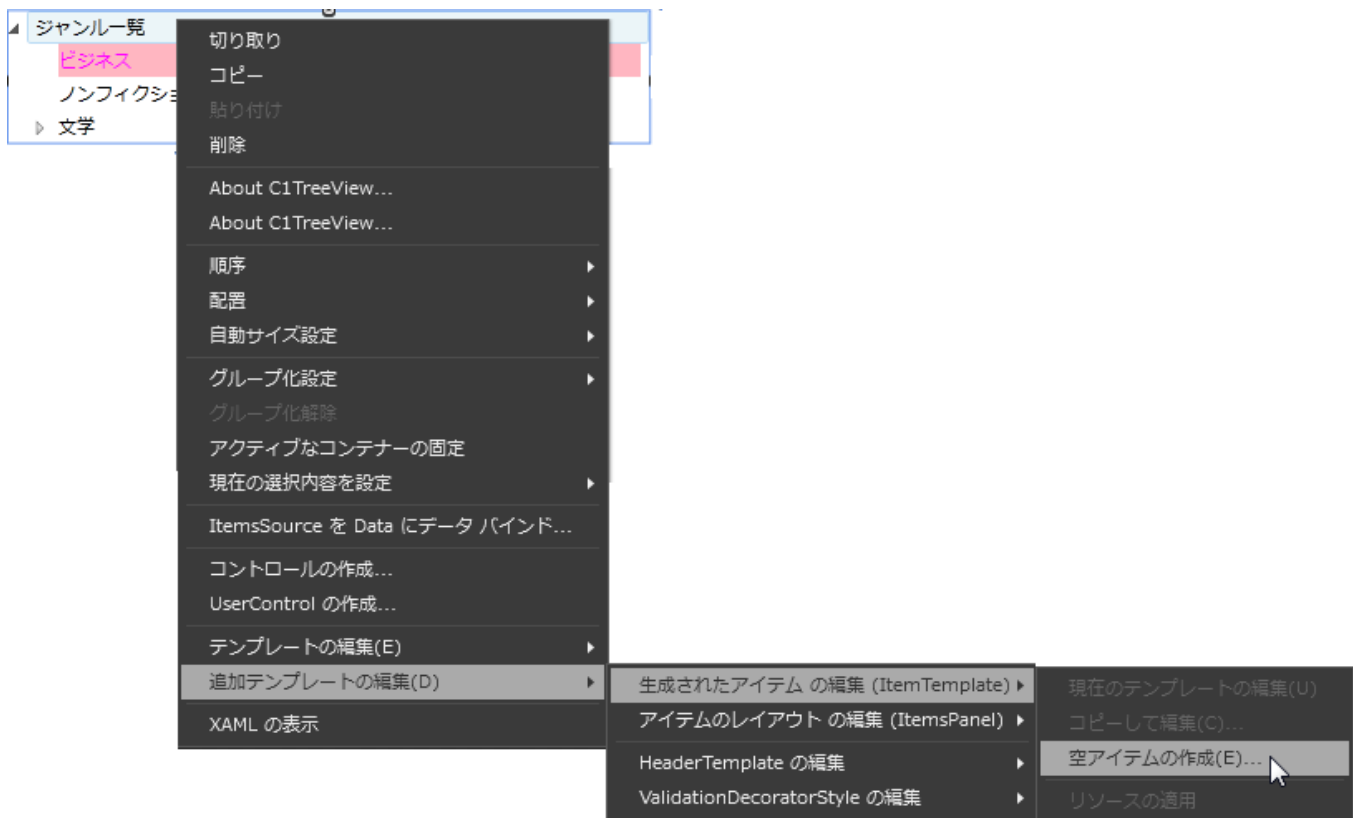 ジャンル一覧
ビジネス
ノンフィクショ
文学
切り取り
コピー
貼り付け
削除
About C1TreeView...
About C1TreeView...
順序
配置
自動サイズ設定
グループ化設定
グループ化解除
アクティブなコンテナーの固定
現在の選択内容を設定
ItemsSource を Data にデータ バインド...
コントロールの作成...
UserControl の作成...
テンプレートの編集(E)
追加テンプレートの編集(D)
XAML の表示
生成されたアイテム の編集 (ItemTemplate)
アイテムのレイアウト の編集 (ItemsPanel)
HeaderTemplate の編集
ValidationDecoratorStyle の編集
現在のテンプレートの編集(U)
コピーして編集(C)...
空アイテムの作成(E)...
リソースの適用